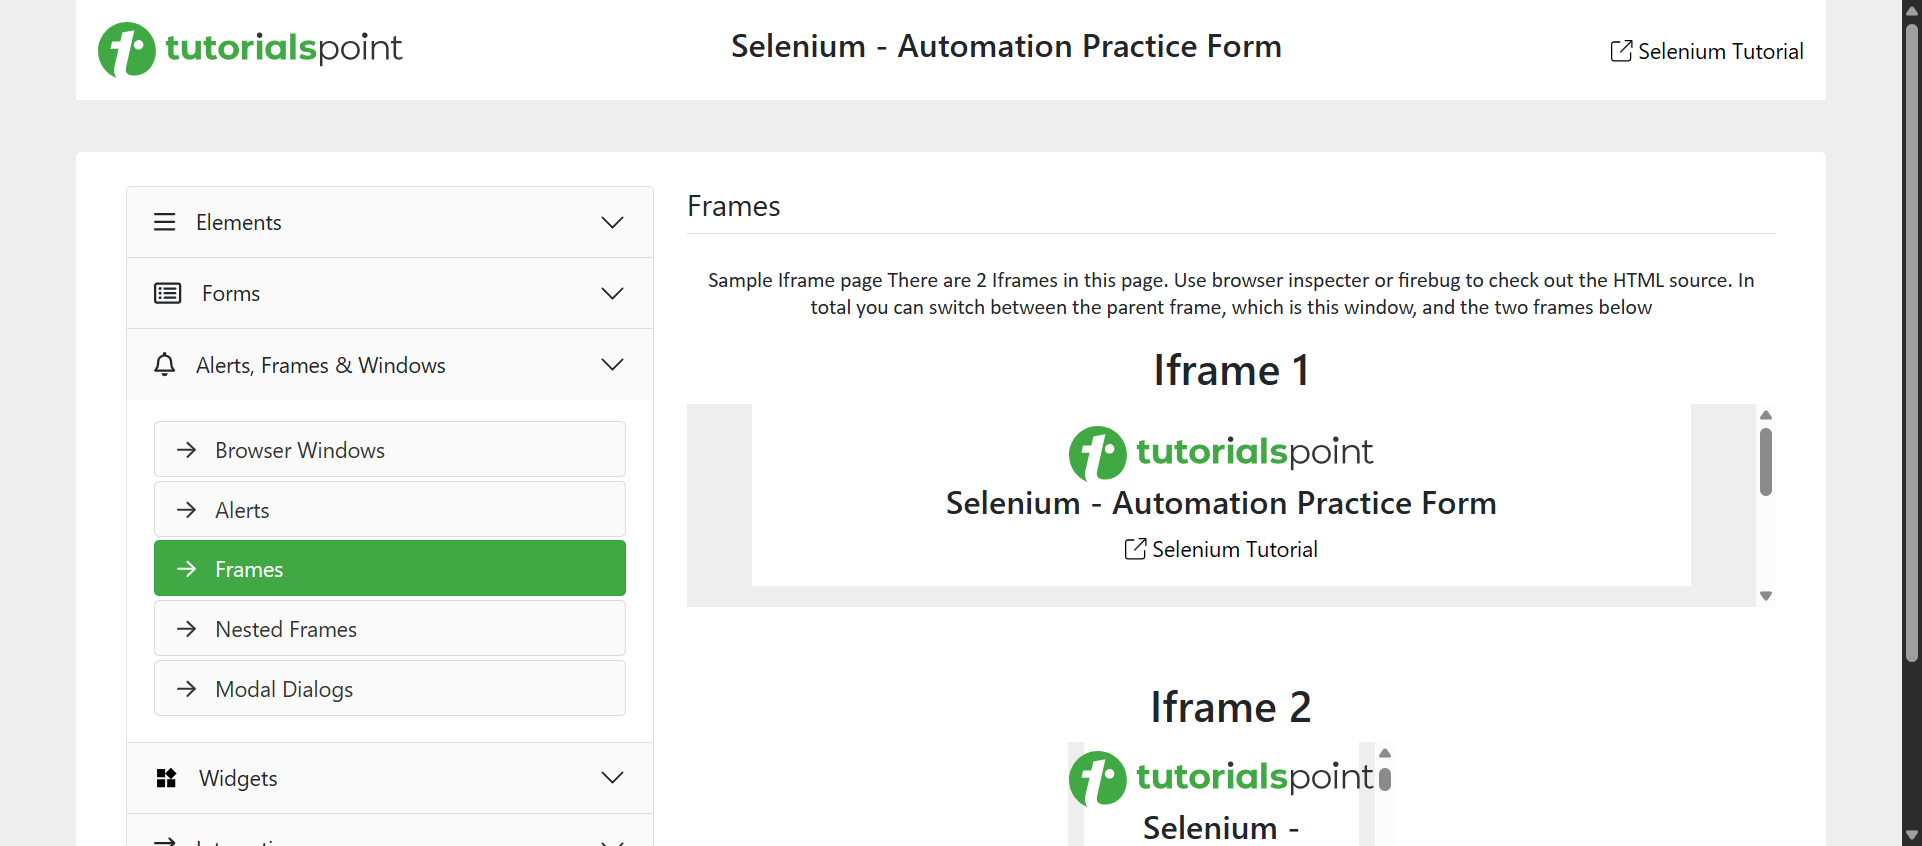 tutorialspoint
Selenium - Automation Practice Form
Selenium Tutorial
Elements
Forms
Alerts, Frames & Windows
Browser Windows
Alerts
Frames
Nested Frames
Modal Dialogs
Widgets
Frames
Sample Iframe page There are 2 Iframes in this page. Use browser inspecter or firebug to check out the HTML source. In
total you can switch between the parent frame, which is this window, and the two frames below
Iframe 1
tutorialspoint
Selenium - Automation Practice Form
Selenium Tutorial
Iframe 2
tutorialspoint
Selenium -